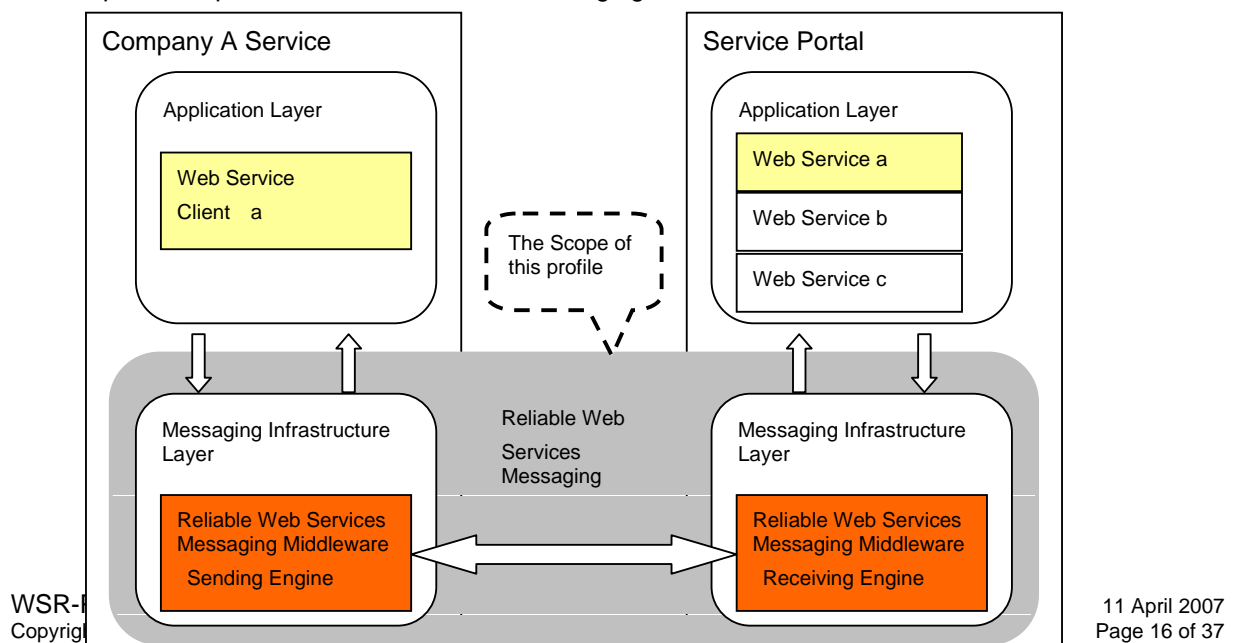 Company A Service
Service Portal
Application Layer
Web Service
Client a
Application Layer
Web Service a
Web Service b
Web Service c
The Scope of
this profile
Messaging Infrastructure
Layer
Reliable Web Services
Messaging Middleware
Sending Engine
Reliable Web
Services
Messaging
Messaging Infrastructure
Layer
Reliable Web Services
Messaging Middleware
Receiving Engine
WSR-
11 April 2007
Page 16 of 37